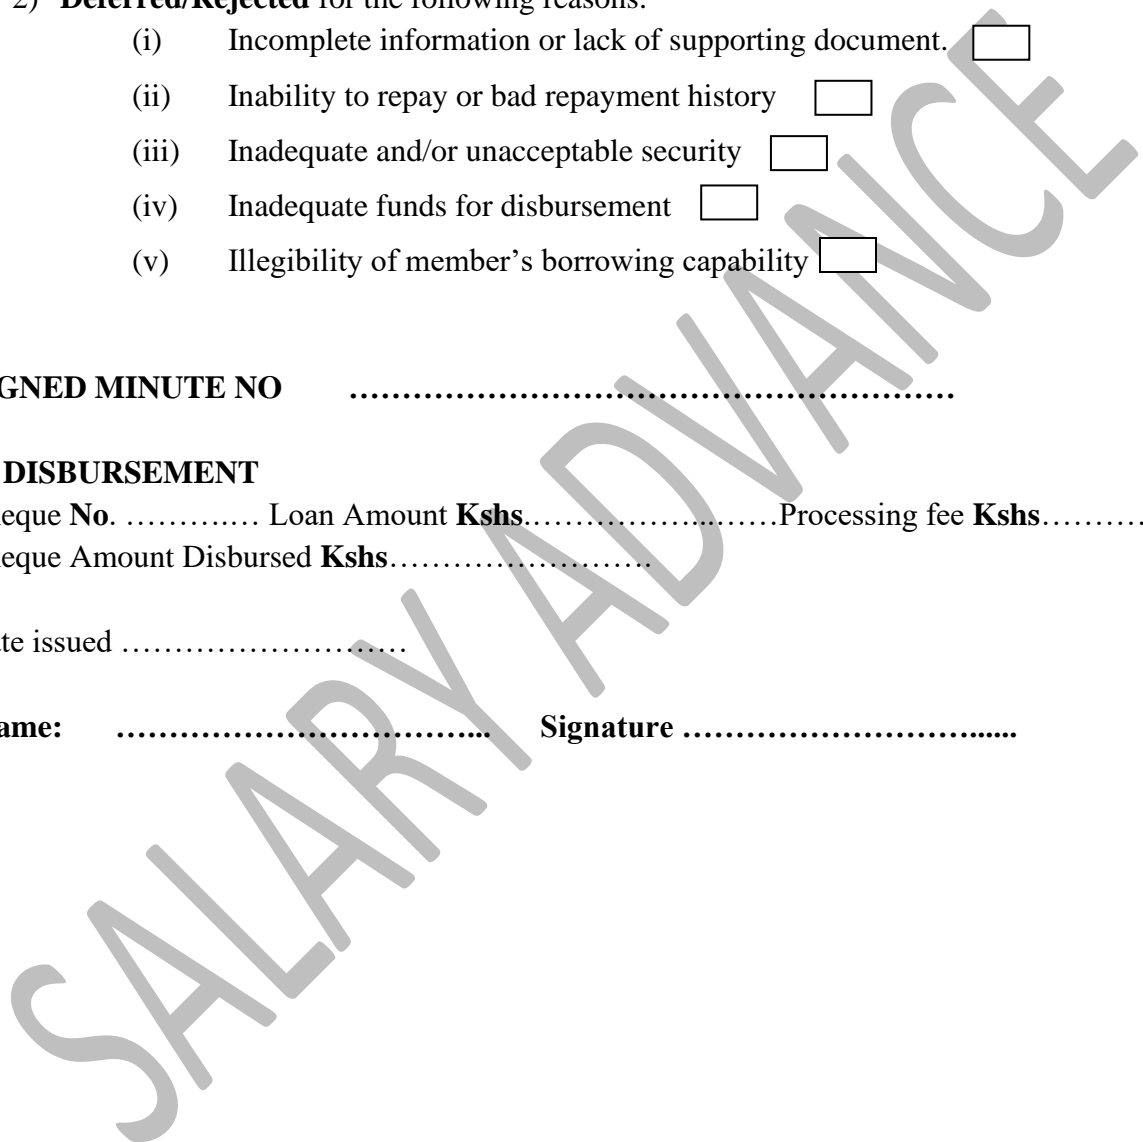 2) Deferred/Rejected for the following reasons:
(i) Incomplete information or lack of supporting document.
(ii) Inability to repay or bad repayment history
(iii) Inadequate and/or unacceptable security
(iv) Inadequate funds for disbursement
(v) Illegibility of member’s borrowing capability
GNED MINUTE NO …………………………………………………
DISBURSEMENT
eque No. ……….… Loan Amount Kshs……………..……Processing fee Kshs………
eque Amount Disbursed Kshs…………………….
te issued ………………………
ame: ……………………………... Signature ………………………......
SALARY ADVANCE